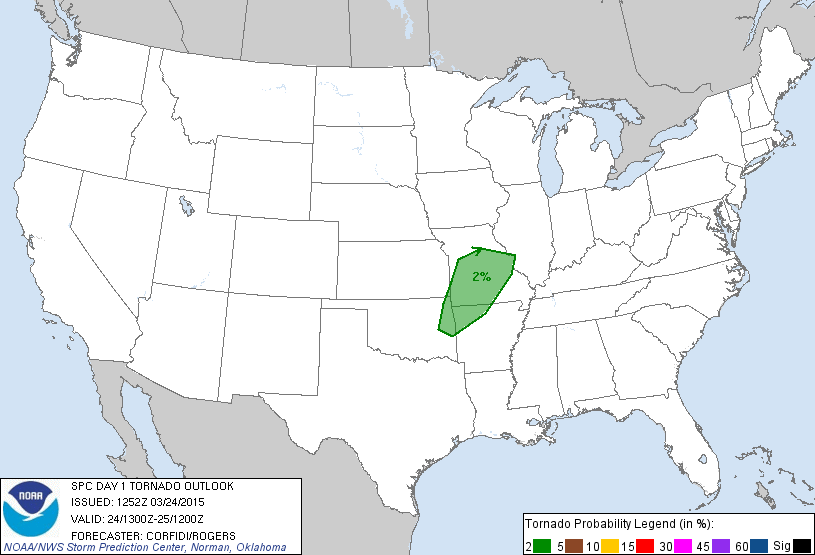 2%
NOAA
SPC DAY 1 TORNADO OUTLOOK
ISSUED: 1252Z 03/24/2015
VALID: 24/1300Z-25/1200Z
FORECASTER: CORFIDI/ROGERS
NOAA/NWS Storm Prediction Center, Norman, Oklahoma
Tornado Probability Legend (in %):
2 5 10 15 30 45 60 Sig